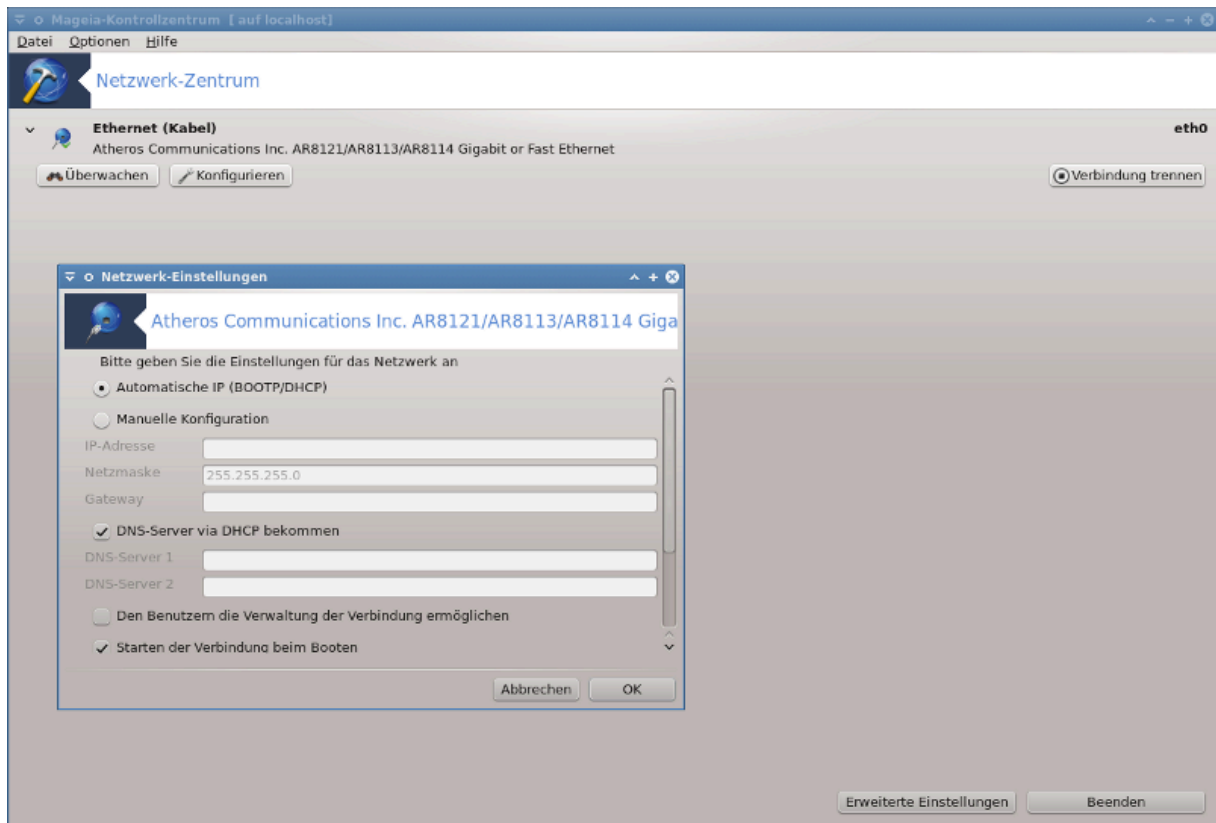 Mageia-Kontrollzentrum [ auf localhost]
Datei Optionen Hilfe
Netzwerk-Zentrum
Ethernet (Kabel) eth0
Atheros Communications Inc. AR8121/AR8113/AR8114 Gigabit or Fast Ethernet
Überwachen Konfigurieren Verbindung trennen
Netzwerk-Einstellungen
Atheros Communications Inc. AR8121/AR8113/AR8114 Giga
Bitte geben Sie die Einstellungen für das Netzwerk an
Automatische IP (BOOTP/DHCP)
Manuelle Konfiguration
IP-Adresse
Netzmaske 255.255.255.0
Gateway
DNS-Server via DHCP bekommen
DNS-Server 1
DNS-Server 2
Den Benutzern die Verwaltung der Verbindung ermöglichen
Starten der Verbindung beim Booten
Abbrechen OK
Erweiterte Einstellungen Beenden